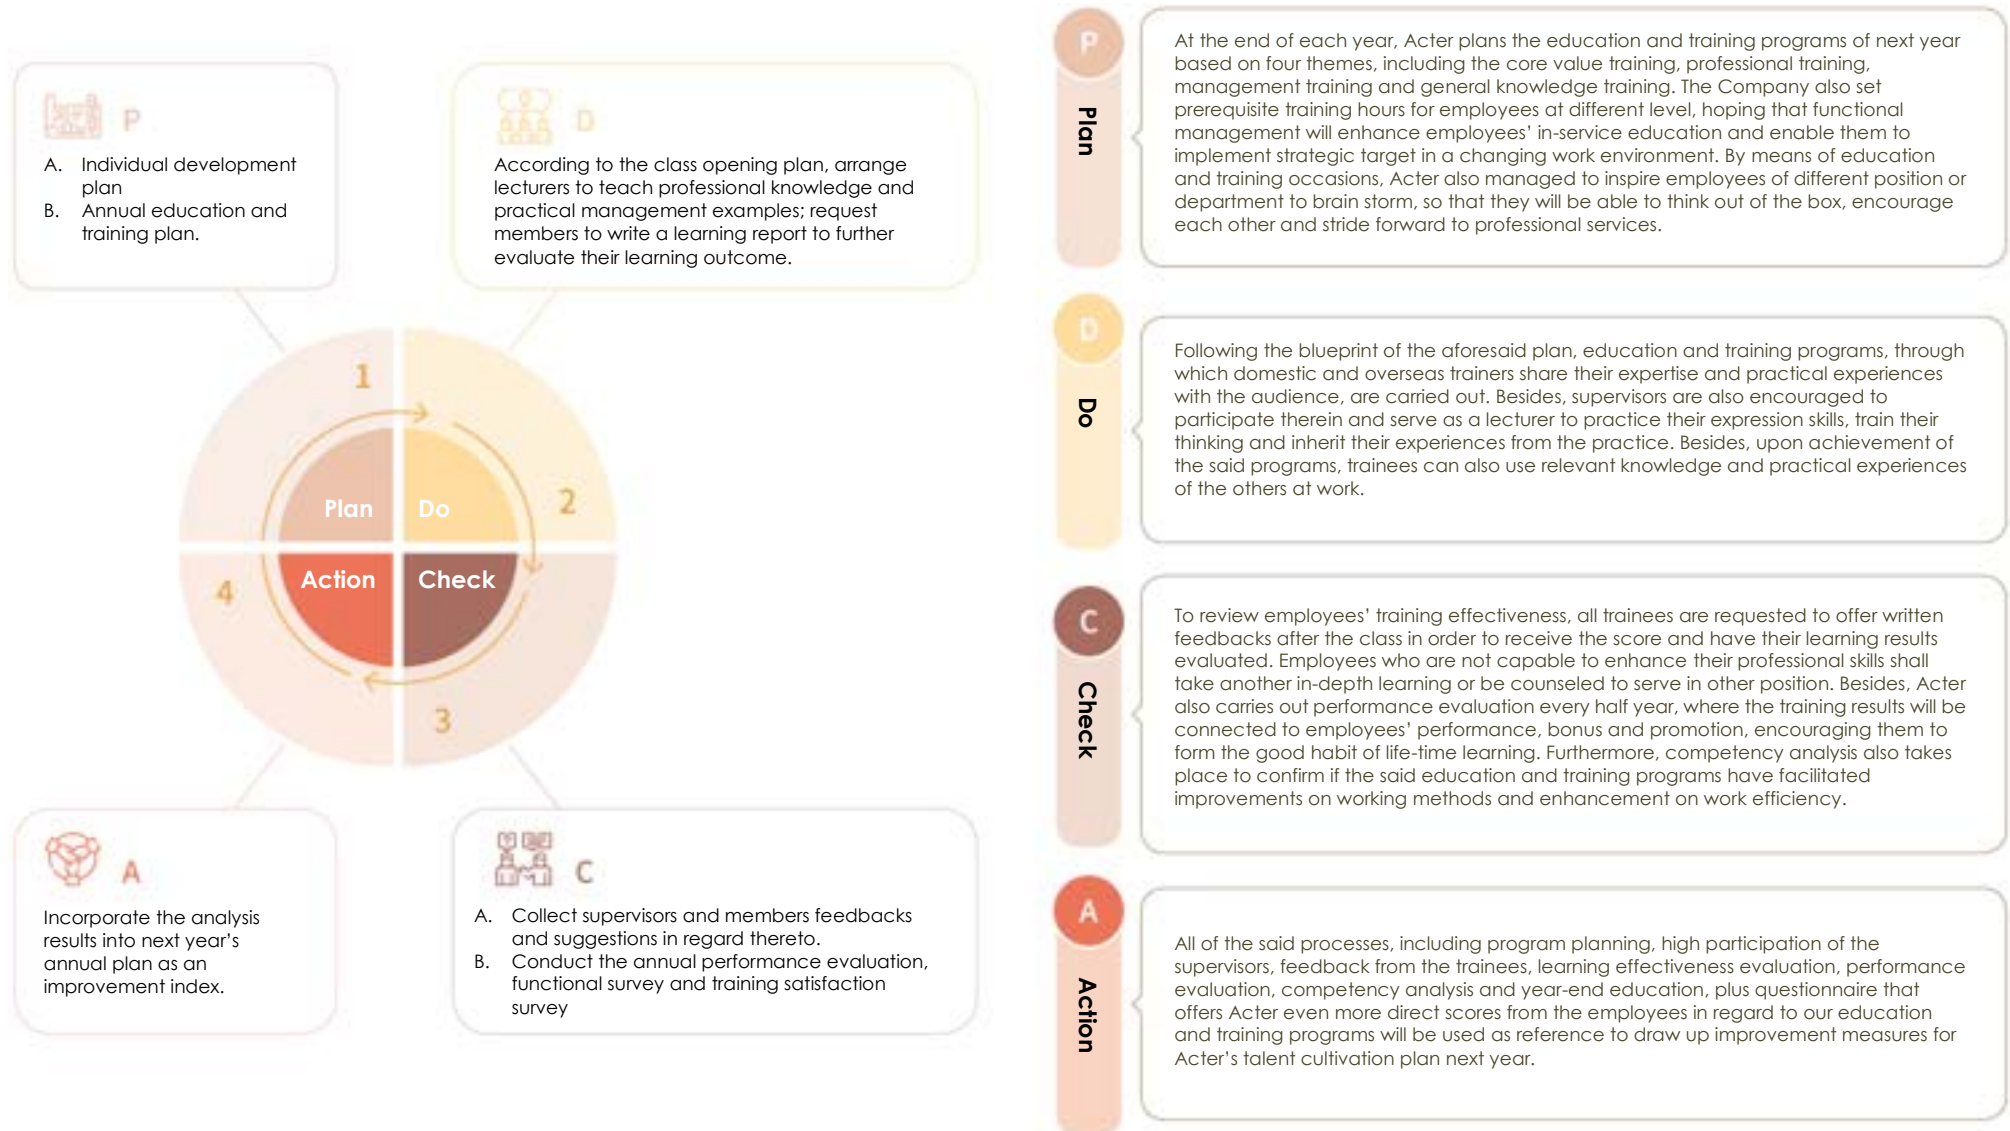 P
A. Individual development
plan
B. Annual education and
training plan.
D
According to the class opening plan, arrange
lecturers to teach professional knowledge and
practical management examples; request
members to write a learning report to further
evaluate their learning outcome.
1
2
3
4
Plan
Do
Action
Check
A
Incorporate the analysis
results into next year's
annual plan as an
improvement index.
C
A. Collect supervisors and members feedbacks
and suggestions in regard thereto.
B. Conduct the annual performance evaluation,
functional survey and training satisfaction
survey
P
Plan
At the end of each year, Acter plans the education and training programs of next year
based on four themes, including the core value training, professional training,
management training and general knowledge training. The Company also set
prerequisite training hours for employees at different level, hoping that functional
management will enhance employees' in-service education and enable them to
implement strategic target in a changing work environment. By means of education
and training occasions, Acter also managed to inspire employees of different position or
department to brain storm, so that they will be able to think out of the box, encourage
each other and stride forward to professional services.
D
Do
Following the blueprint of the aforesaid plan, education and training programs, through
which domestic and overseas trainers share their expertise and practical experiences
with the audience, are carried out. Besides, supervisors are also encouraged to
participate therein and serve as a lecturer to practice their expression skills, train their
thinking and inherit their experiences from the practice. Besides, upon achievement of
the said programs, trainees can also use relevant knowledge and practical experiences
of the others at work.
C
Check
To review employees' training effectiveness, all trainees are requested to offer written
feedbacks after the class in order to receive the score and have their learning results
evaluated. Employees who are not capable to enhance their professional skills shall
take another in-depth learning or be counseled to serve in other position. Besides, Acter
also carries out performance evaluation every half year, where the training results will be
connected to employees' performance, bonus and promotion, encouraging them to
form the good habit of life-time learning. Furthermore, competency analysis also takes
place to confirm if the said education and training programs have facilitated
improvements on working methods and enhancement on work efficiency.
A
Action
All of the said processes, including program planning, high participation of the
supervisors, feedback from the trainees, learning effectiveness evaluation, performance
evaluation, competency analysis and year-end education, plus questionnaire that
offers Acter even more direct scores from the employees in regard to our education
and training programs will be used as reference to draw up improvement measures for
Acter's talent cultivation plan next year.